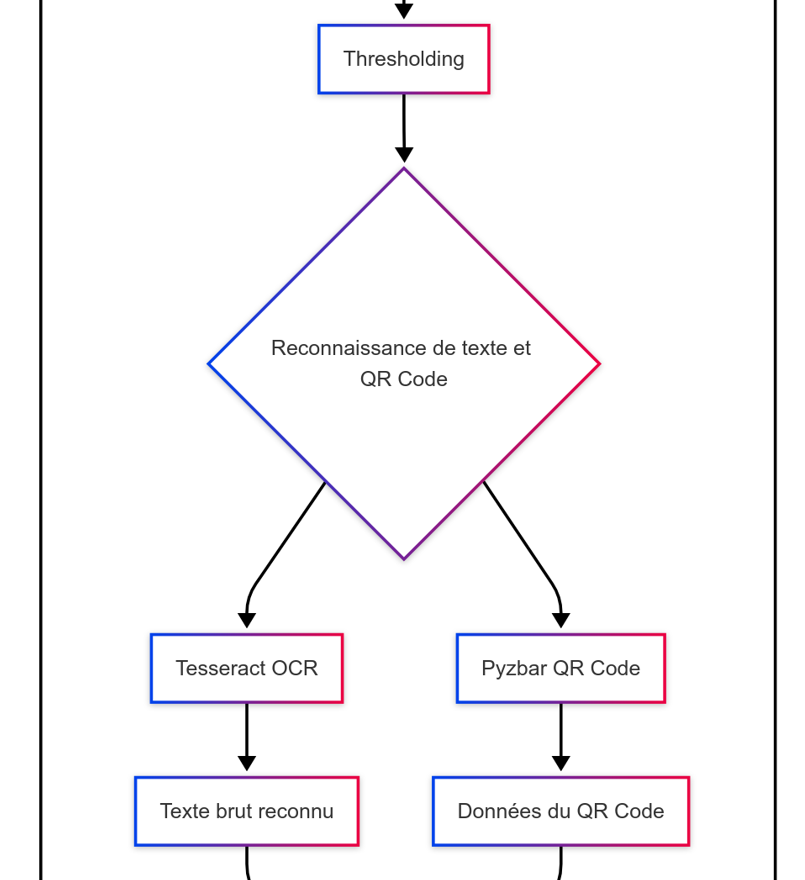 Thresholding
Reconnaissance de texte et
QR Code
Tesseract OCR
Pyzbar QR Code
Texte brut reconnu
Données du QR Code